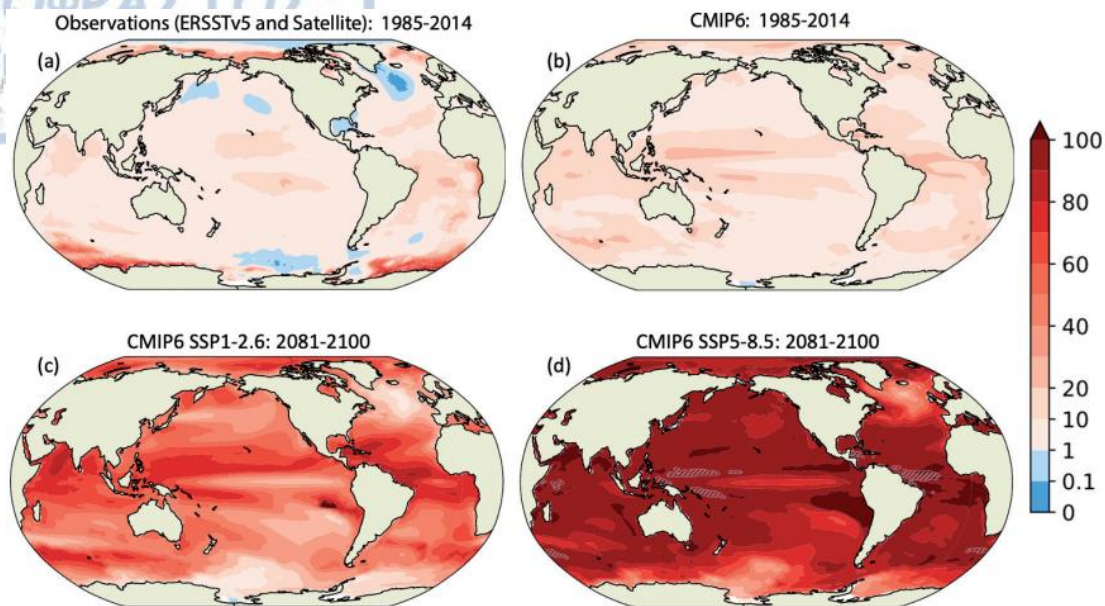 Observations (ERSSTv5 and Satellite): 1985-2014
CMIP6: 1985-2014
(a)
(b)
100
80
60
40
20
10
1
0.1
0
CMIP6 SSP1-2.6: 2081-2100
CMIP6 SSP5-8.5: 2081-2100
(c)
(d)